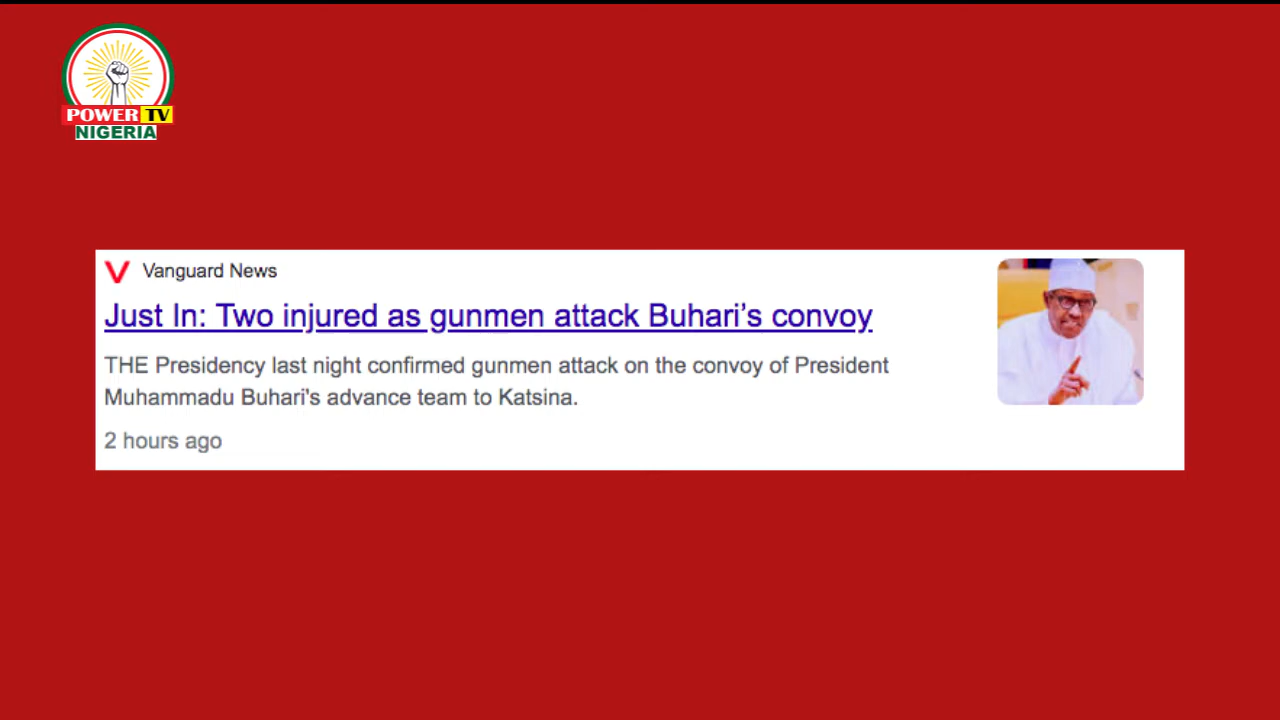 POWER TV
NIGERIA
Vanguard News
Just In: Two injured as gunmen attack Buhari’s convoy
THE Presidency last night confirmed gunmen attack on the convoy of President
Muhammadu Buhari's advance team to Katsina.
2 hours ago